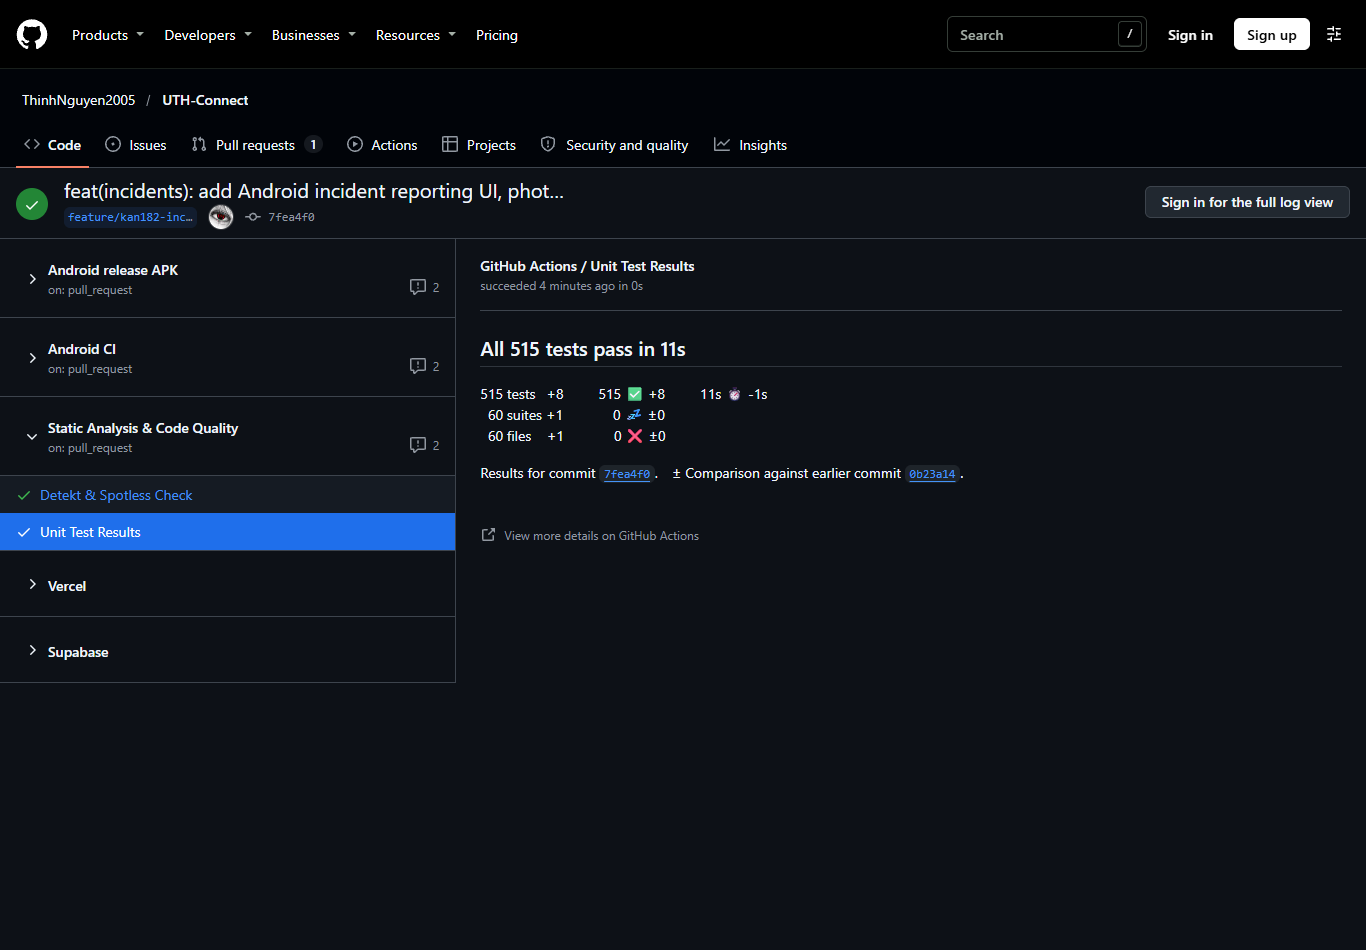 Products Developers Businesses Resources Pricing Search / Sign in Sign up
ThinhNguyen2005 / UTH-Connect
Code Issues Pull requests 1 Actions Projects Security and quality Insights
feat(incidents): add Android incident reporting UI, phot...
feature/kan182-inc… 7fea4f0
Sign in for the full log view
Android release APK
on: pull_request
2
Android CI
on: pull_request
2
Static Analysis & Code Quality
on: pull_request
2
Detekt & Spotless Check
Unit Test Results
Vercel
Supabase
GitHub Actions / Unit Test Results
succeeded 4 minutes ago in 0s
All 515 tests pass in 11s
515 tests +8 515 ✅ +8 11s ⏱️ -1s
60 suites +1 0 💤 ±0
60 files +1 0 ❌ ±0
Results for commit 7fea4f0. ± Comparison against earlier commit 0b23a14.
View more details on GitHub Actions